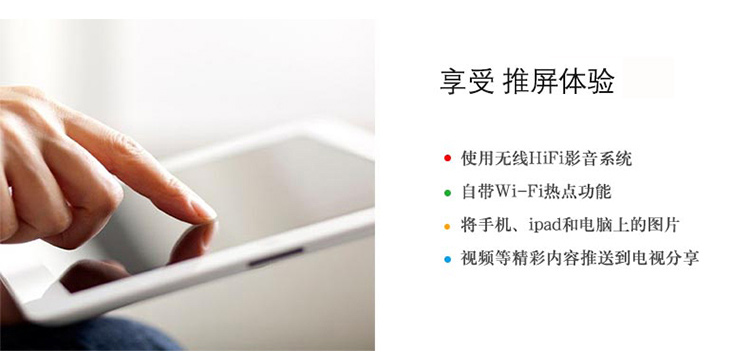 享受 推屏体验
使用无线HiFi影音系统
自带Wi-Fi热点功能
将手机、ipad和电脑上的图片
视频等精彩内容推送到电视分享